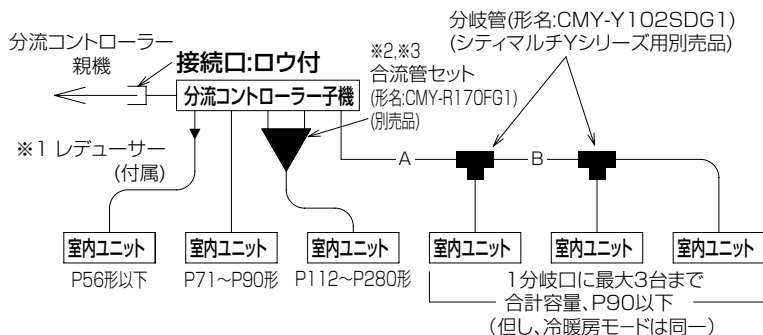 分流コントローラー
親機
接続口:ロウ付
分流コントローラー子機
※2,※3
合流管セット
(形名:CMY-R170FG1)
(別売品)
分岐管(形名:CMY-Y102SDG1)
(シティマルチYシリーズ用別売品)
※1 レデューサー
(付属)
A
B
室内ユニット
室内ユニット
室内ユニット
室内ユニット
室内ユニット
室内ユニット
P56形以下
P71~P90形
P112~P280形
1分岐口に最大3台まで
合計容量、P90以下
(但し、冷暖房モードは同一)